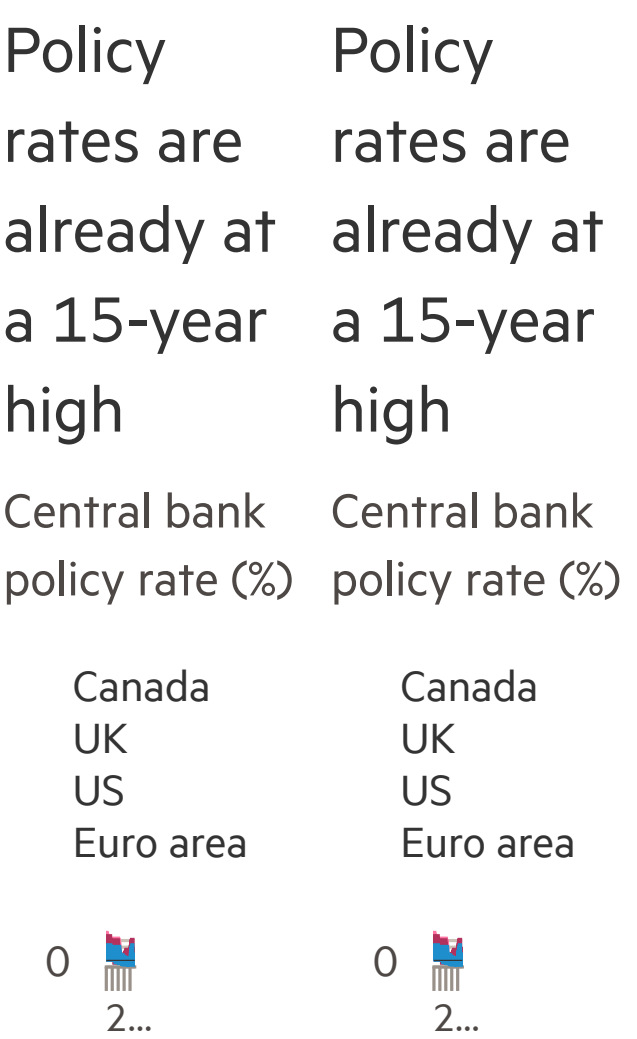 Policy
rates are
already at
a 15-year
high
Central bank
policy rate (%)
Canada
UK
US
Euro area
0
2...
Policy
rates are
already at
a 15-year
high
Central bank
policy rate (%)
Canada
UK
US
Euro area
0
2...